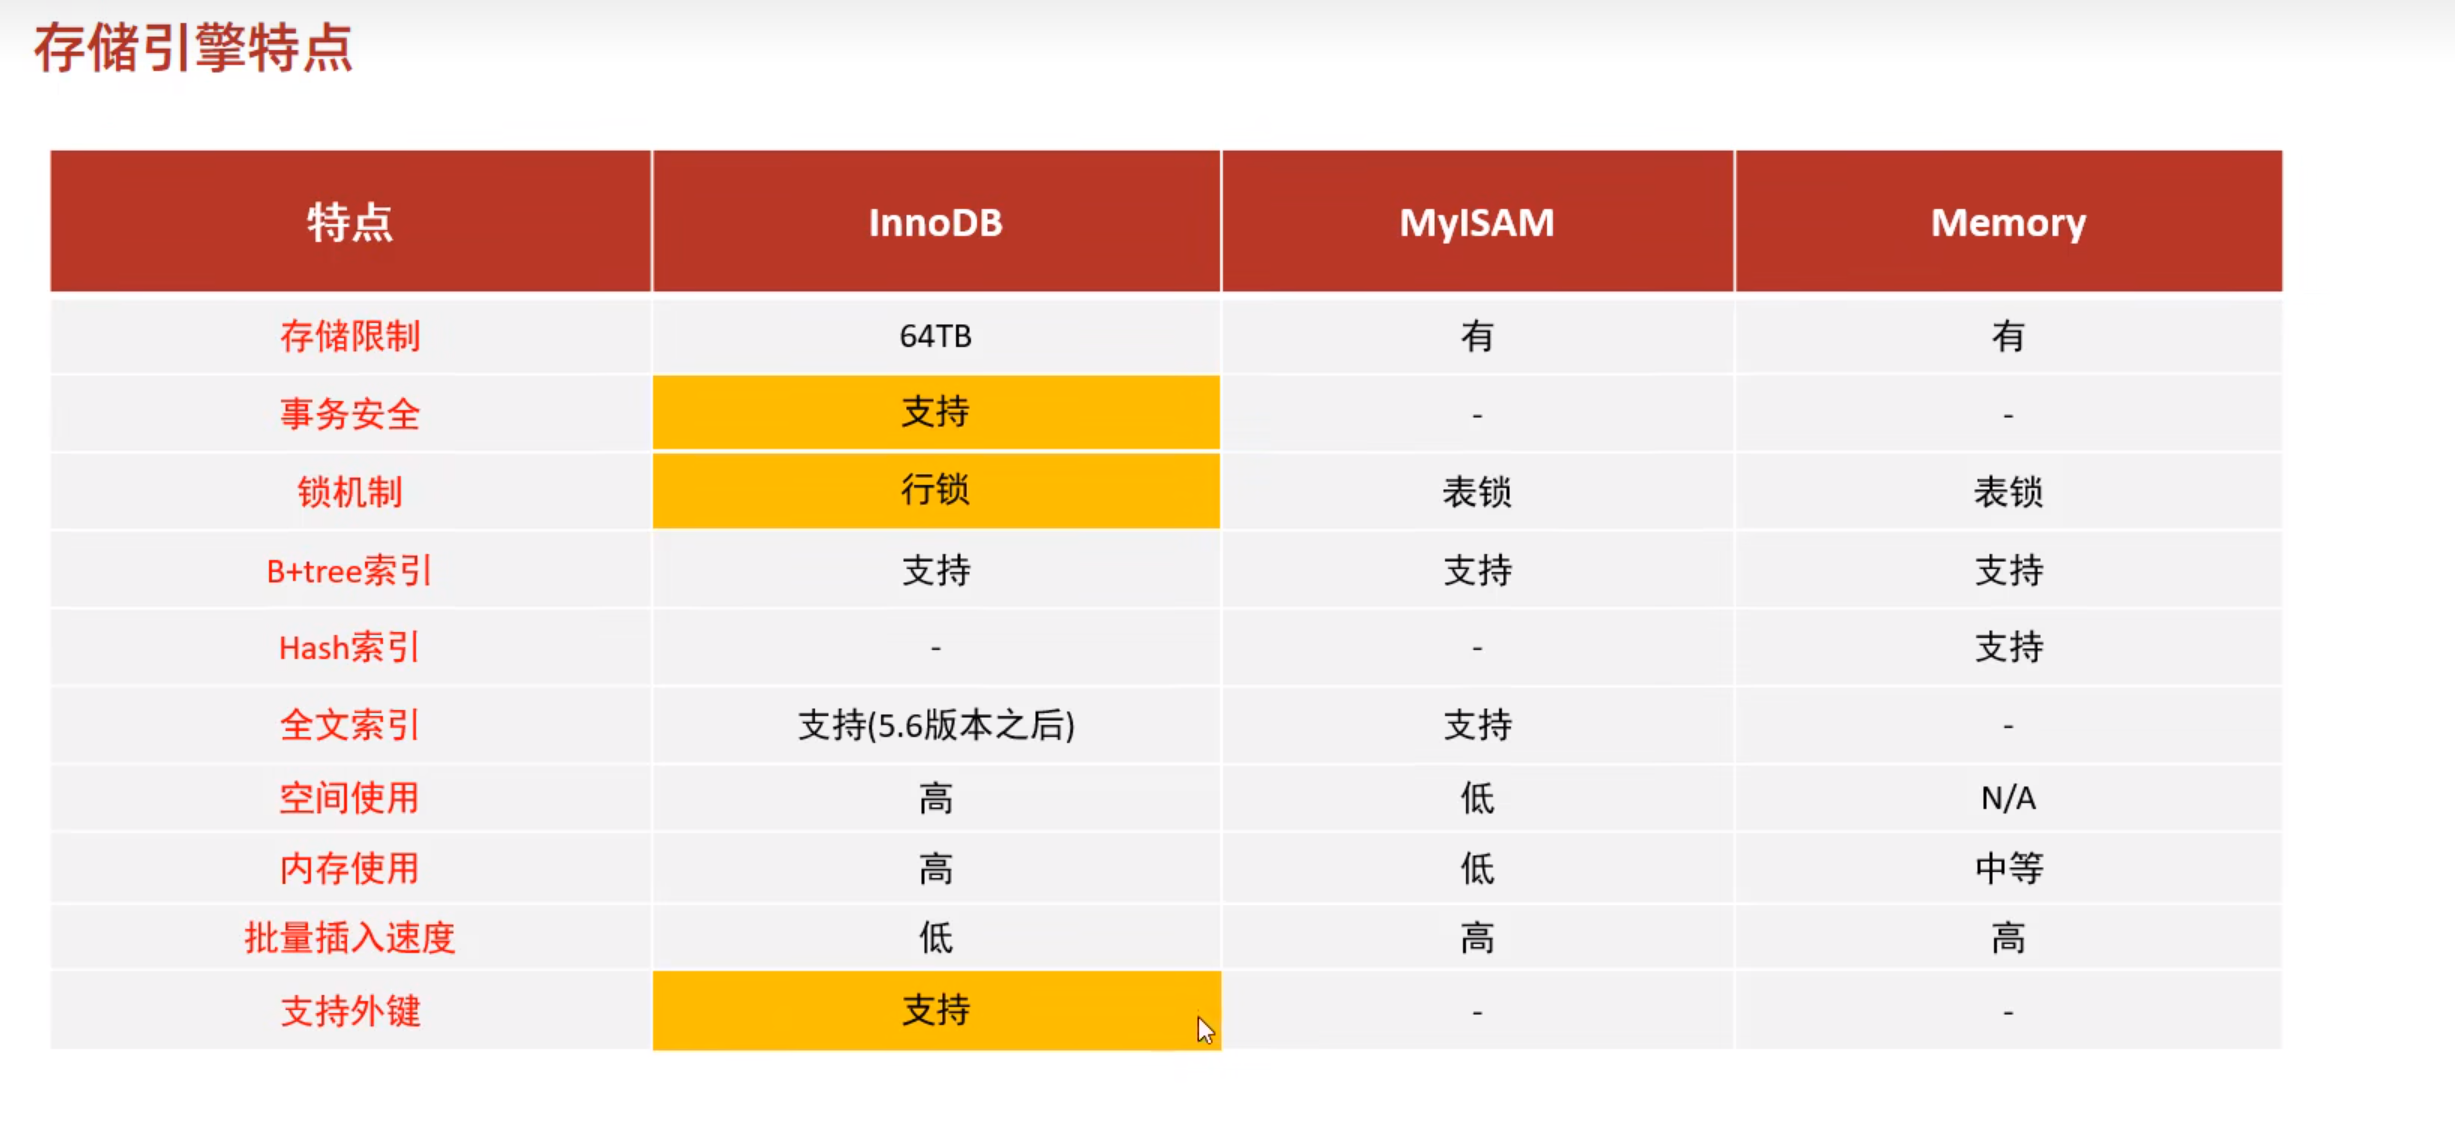 存储引擎特点
特点 InnoDB MyISAM Memory
存储限制 64TB 有 有
事务安全 支持 - -
锁机制 行锁 表锁 表锁
B+tree索引 支持 支持 支持
Hash索引 - - 支持
全文索引 支持(5.6版本之后) 支持 -
空间使用 高 低 N/A
内存使用 高 低 中等
批量插入速度 低 高 高
支持外键 支持 - -